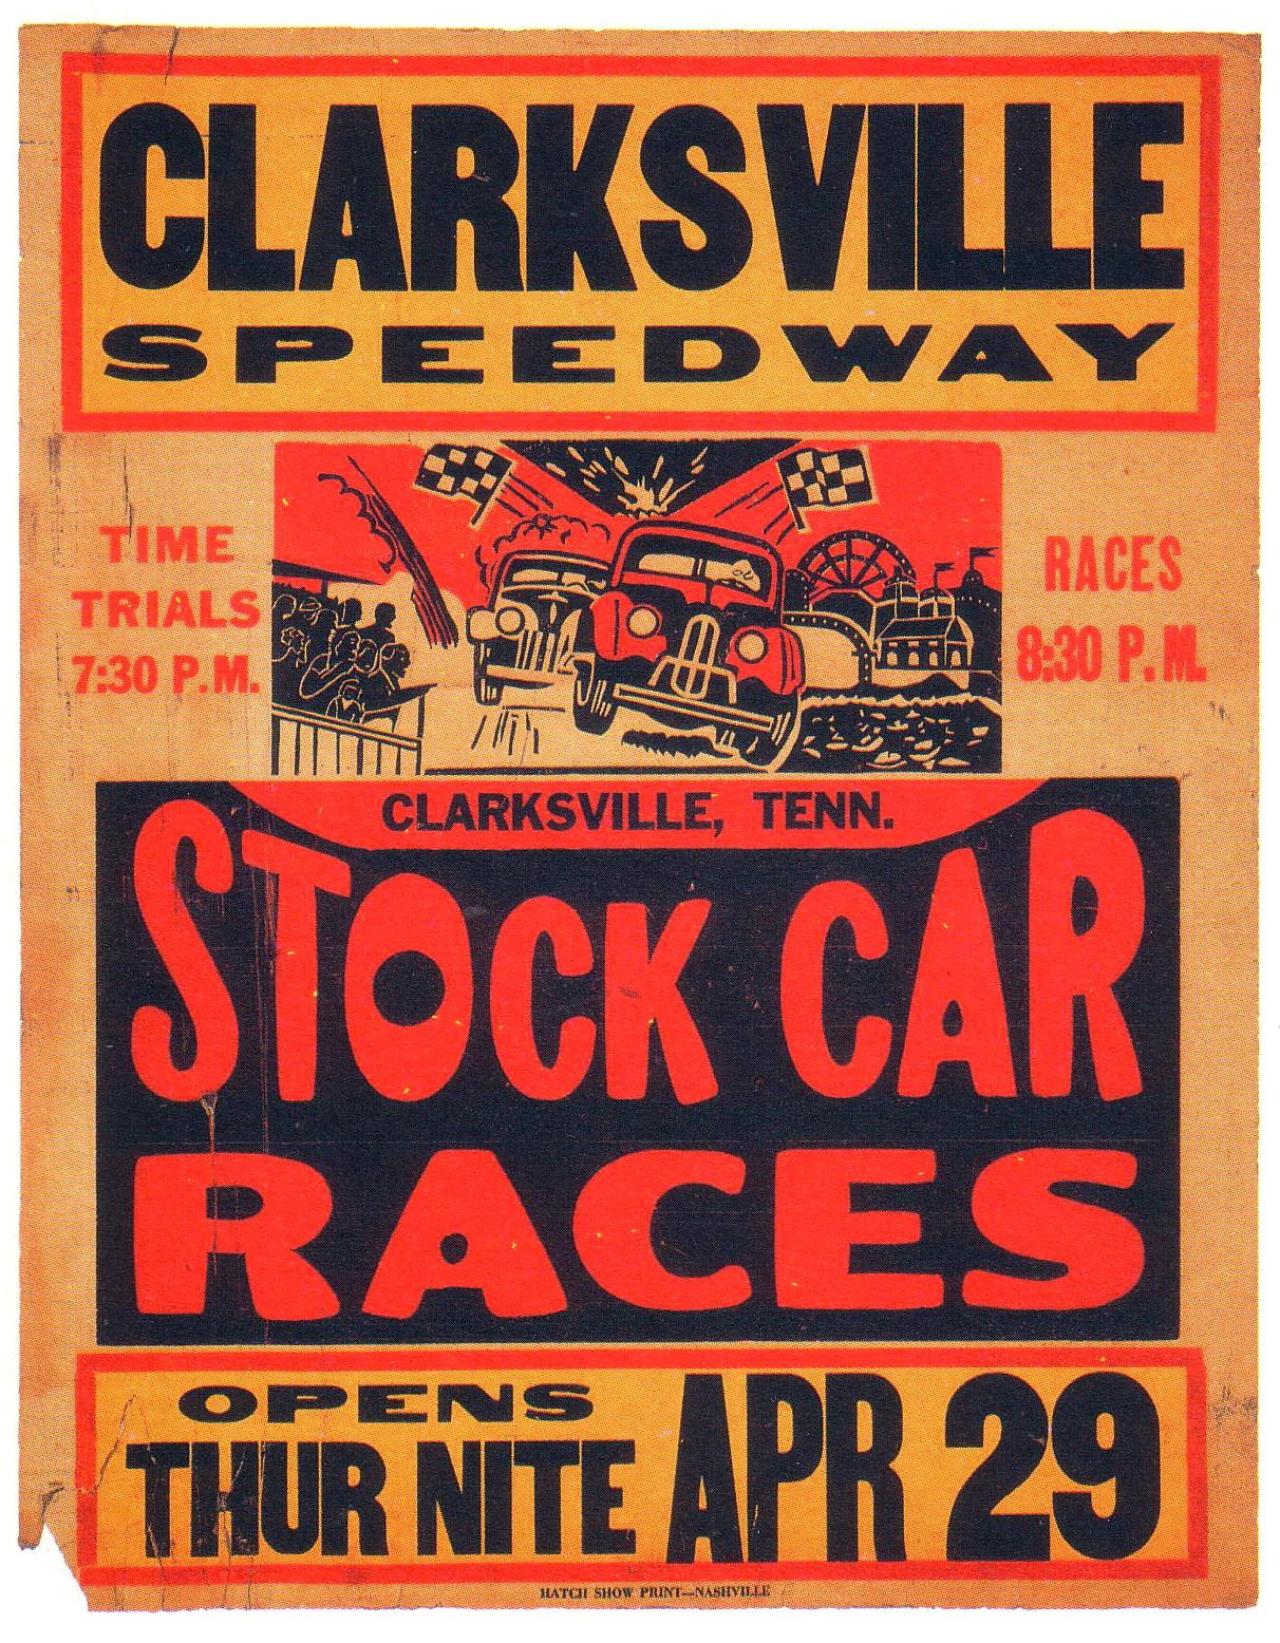 CLARKSVILLE
SPEEDWAY
TIME
TRIALS
7:30 P.M.
RACES
8:30 P.M.
CLARKSVILLE, TENN.
STOCK CAR
RACES
OPENS
THUR NITE APR 29
HATCH SHOW PRINT—NASHVILLE